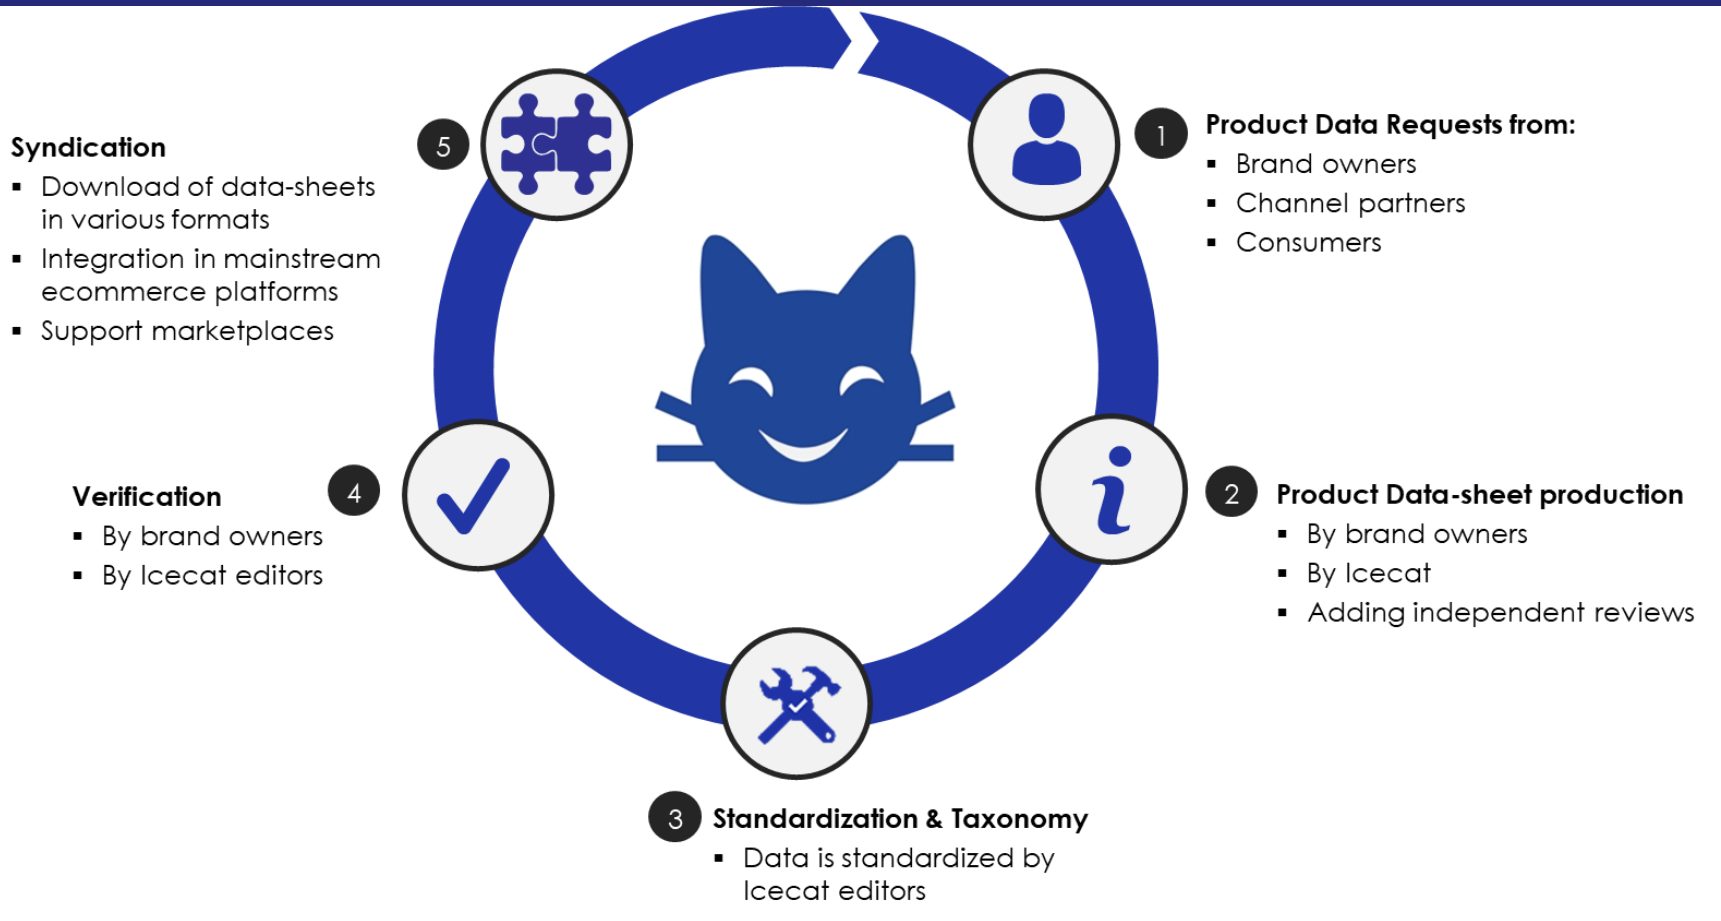 1
Product Data Requests from:
▪ Brand owners
▪ Channel partners
▪ Consumers
2
Product Data-sheet production
▪ By brand owners
▪ By Icecat
▪ Adding independent reviews
3
Standardization & Taxonomy
▪ Data is standardized by
Icecat editors
4
Verification
▪ By brand owners
▪ By Icecat editors
5
Syndication
▪ Download of data-sheets
in various formats
▪ Integration in mainstream
ecommerce platforms
▪ Support marketplaces